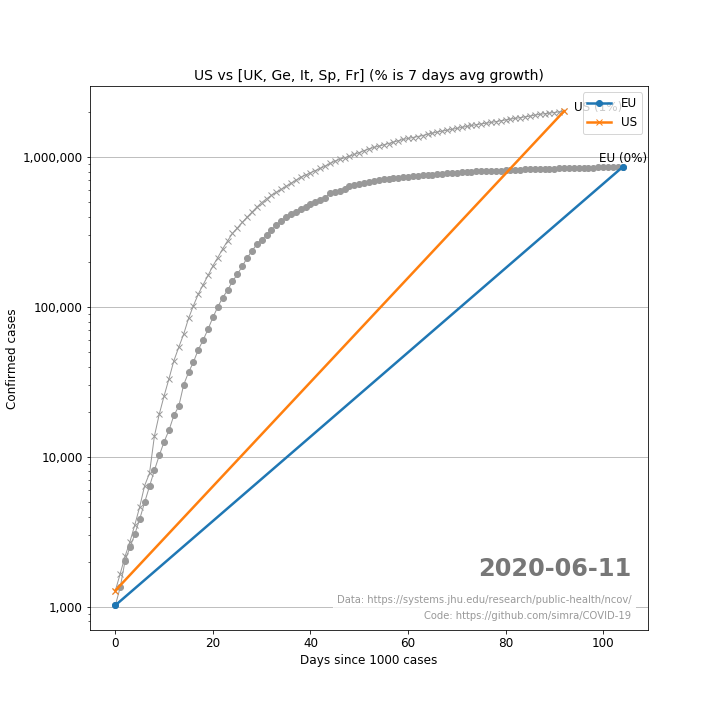 US vs [UK, Ge, It, Sp, Fr] (% is 7 days avg growth)
US (1%)
EU
US
EU (0%)
1,000,000
100,000
10,000
1,000
Confirmed cases
2020-06-11
Data: https://systems.jhu.edu/research/public-health/ncov/
Code: https://github.com/simra/COVID-19
0 20 40 60 80 100
Days since 1000 cases